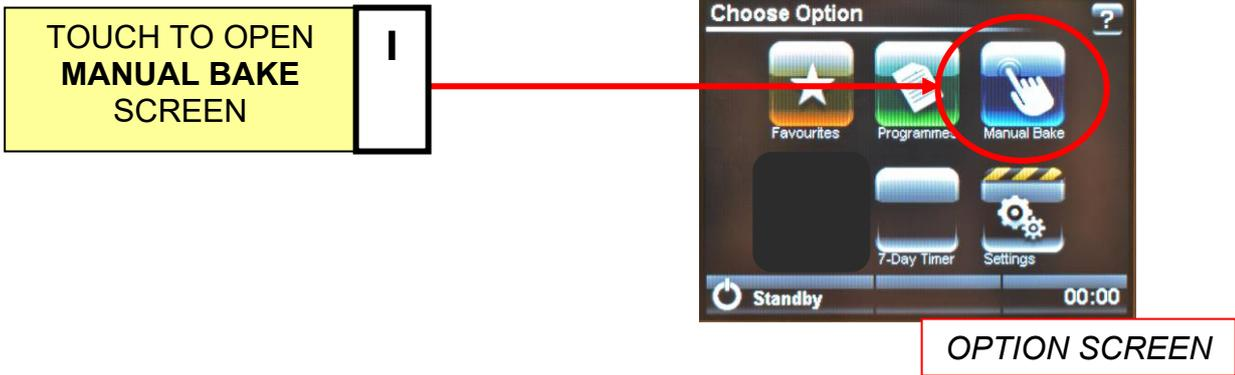 TOUCH TO OPEN
MANUAL BAKE
SCREEN
I
Choose Option
?
Favourites
Programmes
Manual Bake
7-Day Timer
Settings
Standby
00:00
OPTION SCREEN